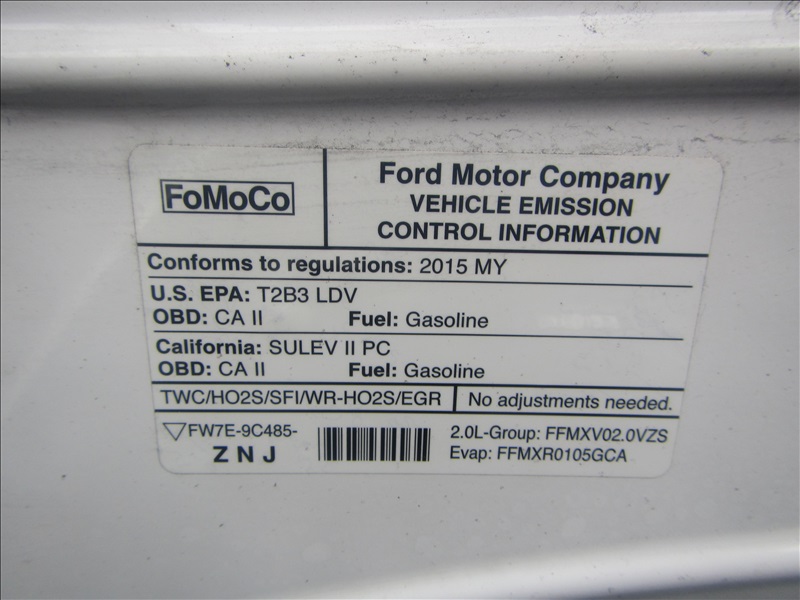 FoMoCo
Ford Motor Company
VEHICLE EMISSION
CONTROL INFORMATION
Conforms to regulations: 2015 MY
U.S. EPA: T2B3 LDV
OBD: CA II Fuel: Gasoline
California: SULEV II PC
OBD: CA II Fuel: Gasoline
TWC/HO2S/SFI/WR-HO2S/EGR No adjustments needed.
FW7E-9C485-
Z N J
2.0L-Group: FFMXV02.0VZS
Evap: FFMXR0105GCA